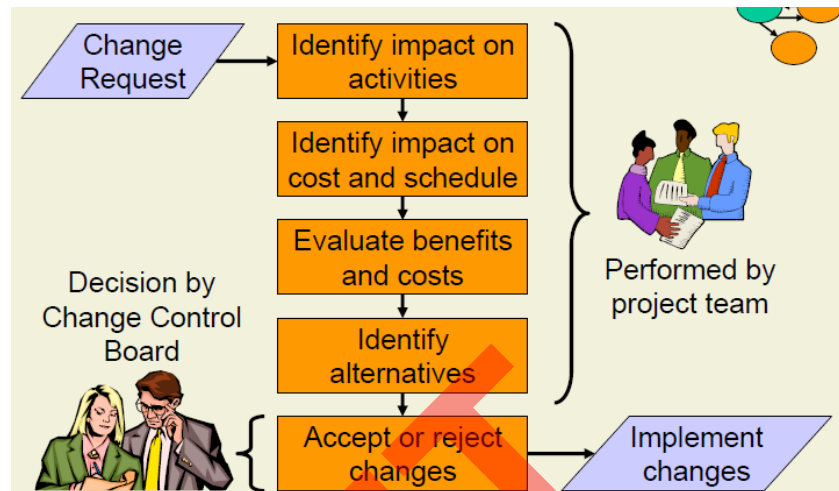 Change
Request
Identify impact on
activities
Identify impact on
cost and schedule
Evaluate benefits
and costs
Performed by
project team
Decision by
Change Control
Board
Identify
alternatives
Accept or reject
changes
Implement
changes